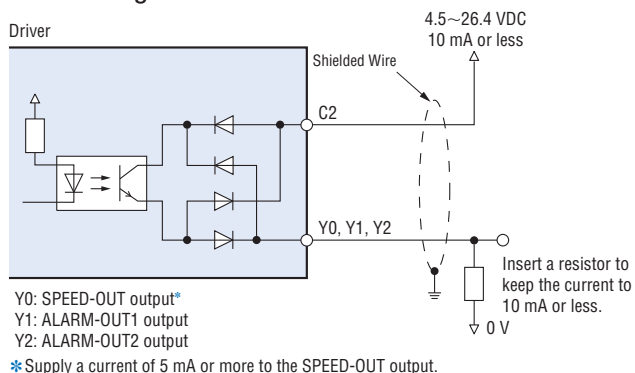 Driver
4.5~26.4 VDC
10 mA or less
Shielded Wire
C2
Y0, Y1, Y2
Insert a resistor to
keep the current to
10 mA or less.
0 V
Y0: SPEED-OUT output*
Y1: ALARM-OUT1 output
Y2: ALARM-OUT2 output
*Supply a current of 5 mA or more to the SPEED-OUT output.